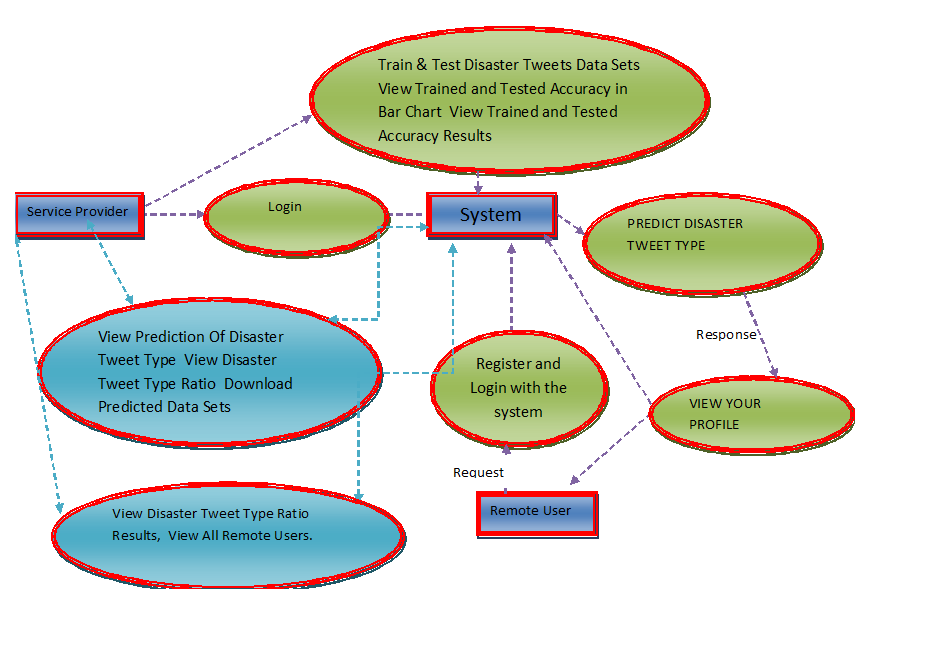 Train & Test Disaster Tweets Data Sets
View Trained and Tested Accuracy in
Bar Chart  View Trained and Tested
Accuracy Results
Service Provider
Login
System
PREDICT DISASTER
TWEET TYPE
Response
View Prediction Of Disaster
Tweet Type  View Disaster
Tweet Type Ratio  Download
Predicted Data Sets
Register and
Login with the
system
VIEW YOUR
PROFILE
Request
Remote User
View Disaster Tweet Type Ratio
Results,  View All Remote Users.